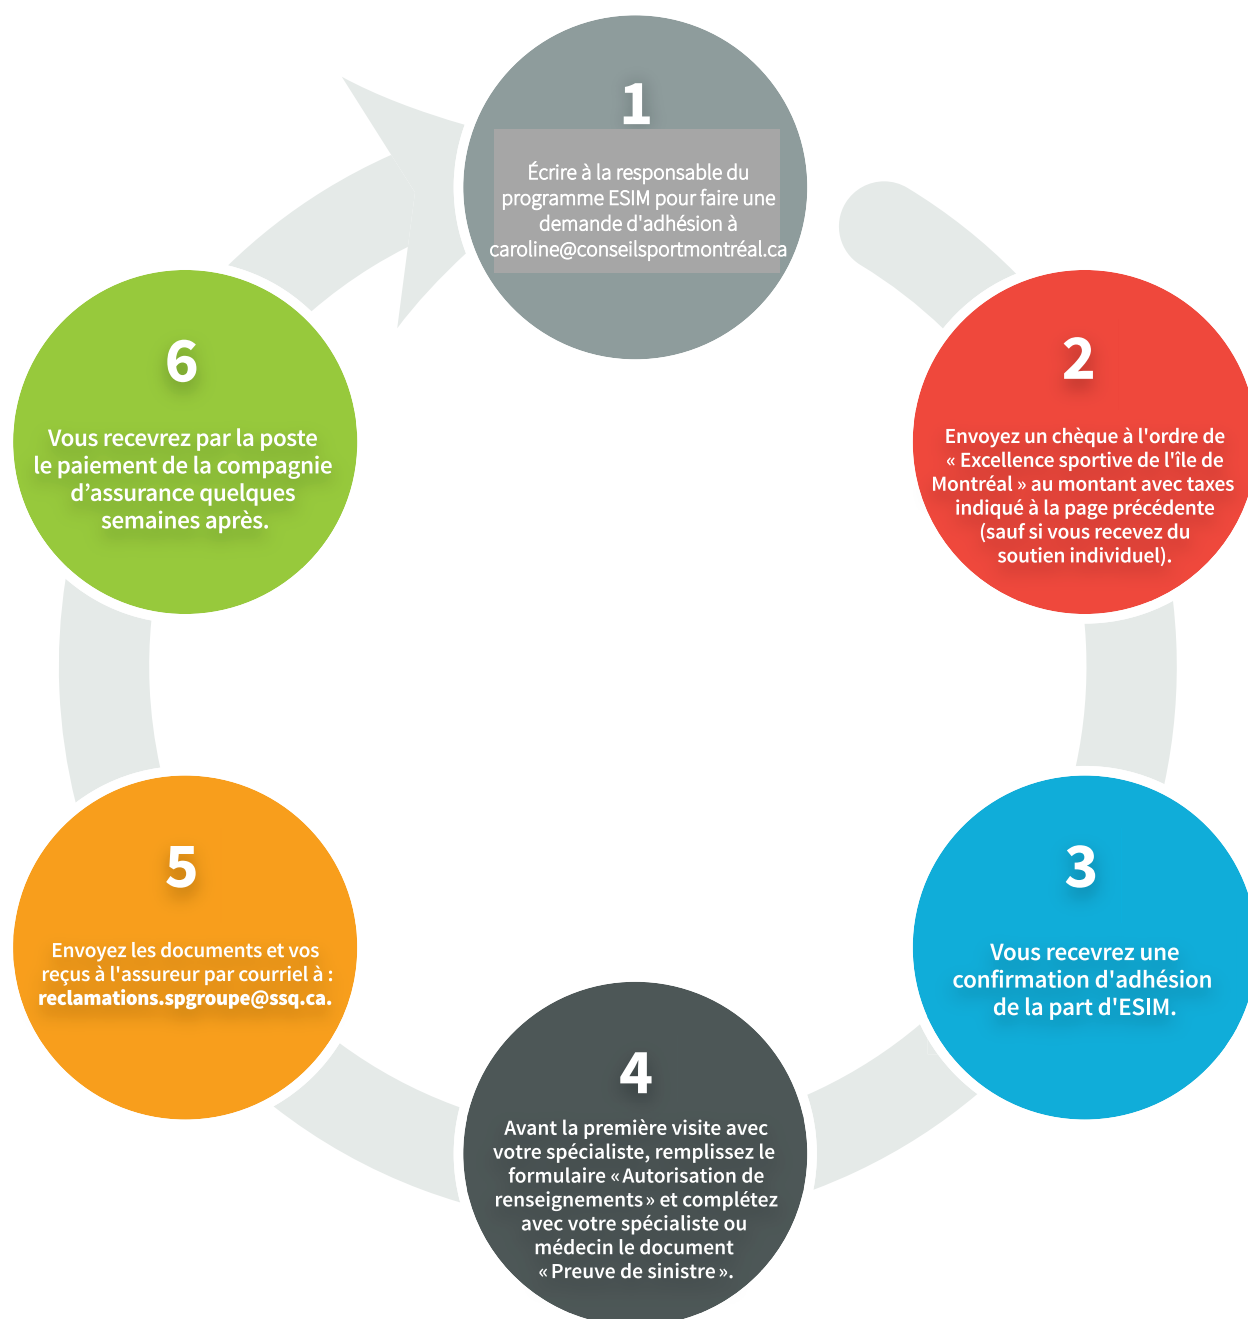 1
Écrire à la responsable du
programme ESIM pour faire une
demande d'adhésion à
caroline@conseilsportmontréal.ca
2
Envoyez un chèque à l'ordre de
« Excellence sportive de l'île de
Montréal » au montant avec taxes
indiqué à la page précédente
(sauf si vous recevez du
soutien individuel).
3
Vous recevrez une
confirmation d'adhésion
de la part d'ESIM.
4
Avant la première visite avec
votre spécialiste, remplissez le
formulaire « Autorisation de
renseignements » et complétez
avec votre spécialiste ou
médecin le document
« Preuve de sinistre ».
5
Envoyez les documents et vos
reçus à l'assureur par courriel à :
reclamations.spgroupe@ssq.ca.
6
Vous recevrez par la poste
le paiement de la compagnie
d’assurance quelques
semaines après.